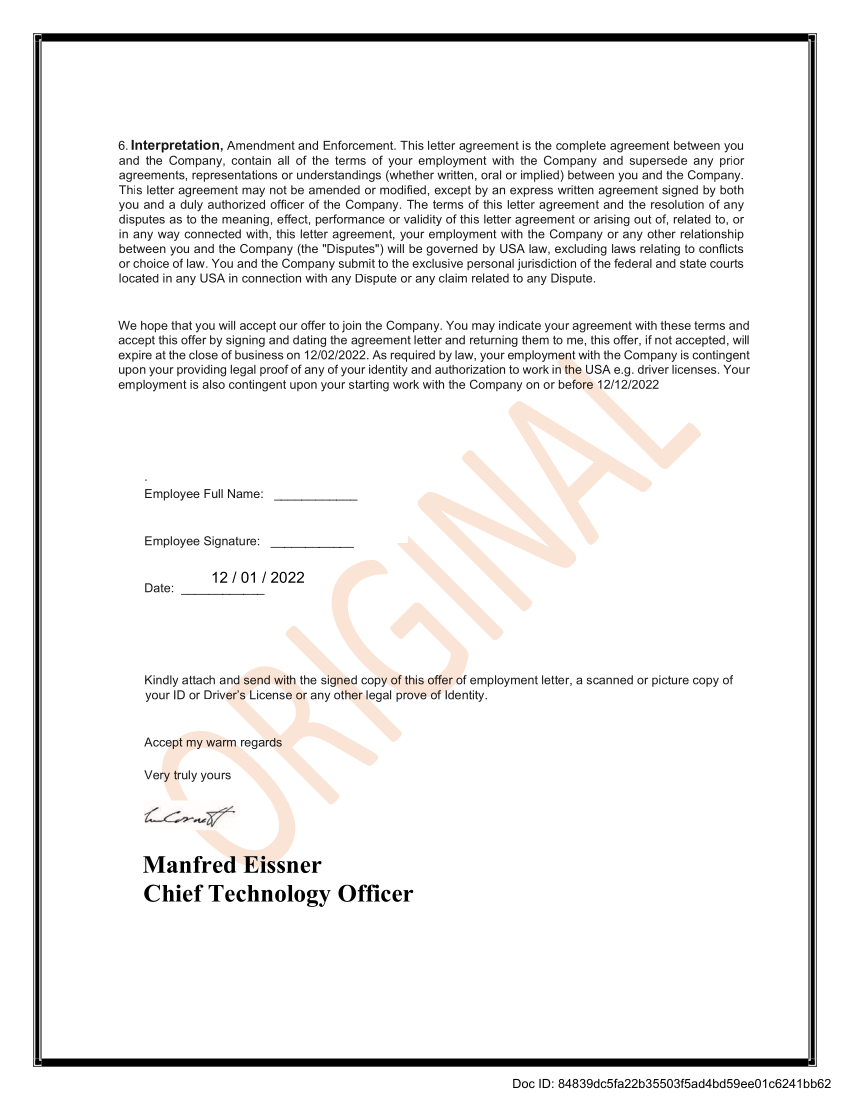 6. Interpretation, Amendment and Enforcement. This letter agreement is the complete agreement between you
and the Company, contain all of the terms of your employment with the Company and supersede any prior
agreements, representations or understandings (whether written, oral or implied) between you and the Company.
This letter agreement may not be amended or modified, except by an express written agreement signed by both
you and a duly authorized officer of the Company. The terms of this letter agreement and the resolution of any
disputes as to the meaning, effect, performance or validity of this letter agreement or arising out of, related to, or
in any way connected with, this letter agreement, your employment with the Company or any other relationship
between you and the Company (the "Disputes") will be governed by USA law, excluding laws relating to conflicts
or choice of law. You and the Company submit to the exclusive personal jurisdiction of the federal and state courts
located in any USA in connection with any Dispute or any claim related to any Dispute.
We hope that you will accept our offer to join the Company. You may indicate your agreement with these terms and
accept this offer by signing and dating the agreement letter and returning them to me, this offer, if not accepted, will
expire at the close of business on 12/02/2022. As required by law, your employment with the Company is contingent
upon your providing legal proof of any of your identity and authorization to work in the USA e.g. driver licenses. Your
employment is also contingent upon your starting work with the Company on or before 12/12/2022
.
Employee Full Name: ____________
Employee Signature: ____________
12 / 01 / 2022
Date: ____________
ORIGINAL
Kindly attach and send with the signed copy of this offer of employment letter, a scanned or picture copy of
your ID or Driver's License or any other legal prove of Identity.
Accept my warm regards
Very truly yours
Manfred Eissner
Chief Technology Officer
Doc ID: 84839dc5fa22b35503f5ad4bd59ee01c6241bb62